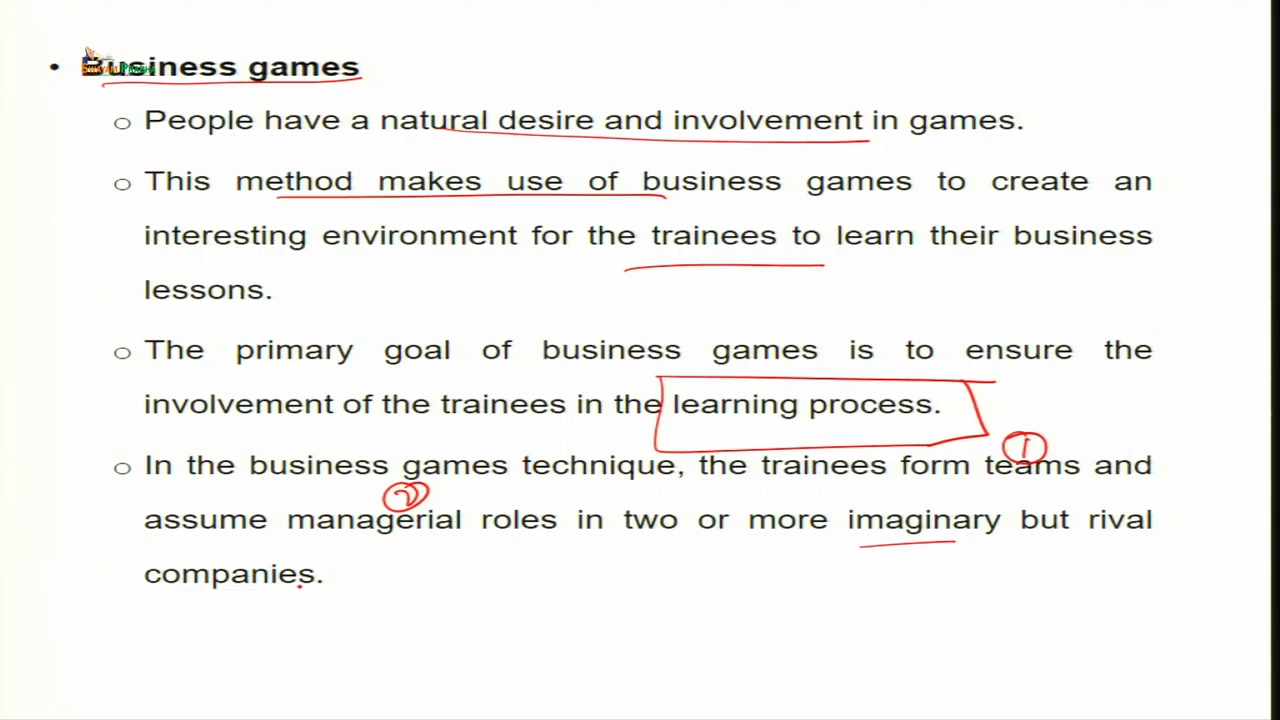 • Business games
o People have a natural desire and involvement in games.
o This method makes use of business games to create an
interesting environment for the trainees to learn their business
lessons.
o The primary goal of business games is to ensure the
involvement of the trainees in the learning process.
①
o In the business games technique, the trainees form teams and
②
assume managerial roles in two or more imaginary but rival
companies.